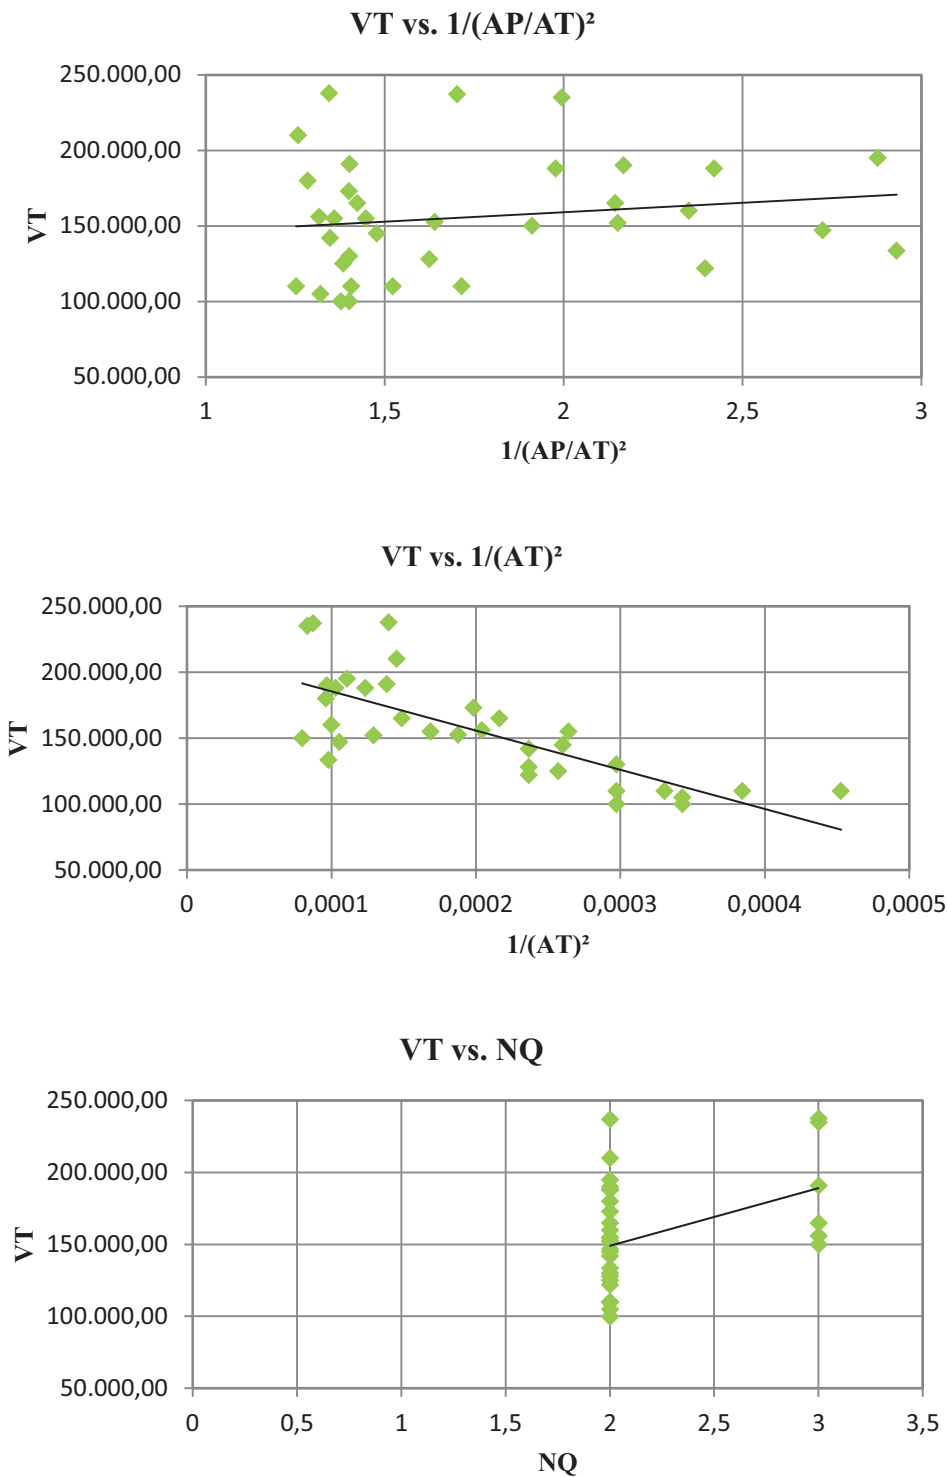 VT vs. 1/(AP/AT)²
250.000,00
200.000,00
150.000,00
100.000,00
50.000,00
VT
1 1,5 2 2,5 3
1/(AP/AT)²
VT vs. 1/(AT)²
250.000,00
200.000,00
150.000,00
100.000,00
50.000,00
VT
0 0,0001 0,0002 0,0003 0,0004 0,0005
1/(AT)²
VT vs. NQ
250.000,00
200.000,00
150.000,00
100.000,00
50.000,00
VT
0 0,5 1 1,5 2 2,5 3 3,5
NQ